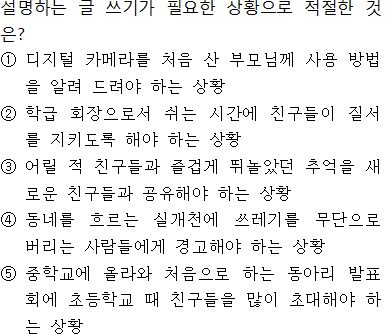 설명하는 글 쓰기가 필요한 상황으로 적절한 것
은?
① 디지털 카메라를 처음 산 부모님께 사용 방법
을 알려 드려야 하는 상황
② 학급 회장으로서 쉬는 시간에 친구들이 질서
를 지키도록 해야 하는 상황
③ 어릴 적 친구들과 즐겁게 뛰놀았던 추억을 새
로운 친구들과 공유해야 하는 상황
④ 동네를 흐르는 실개천에 쓰레기를 무단으로
버리는 사람들에게 경고해야 하는 상황
⑤ 중학교에 올라와 처음으로 하는 동아리 발표
회에 초등학교 때 친구들을 많이 초대해야 하
는 상황